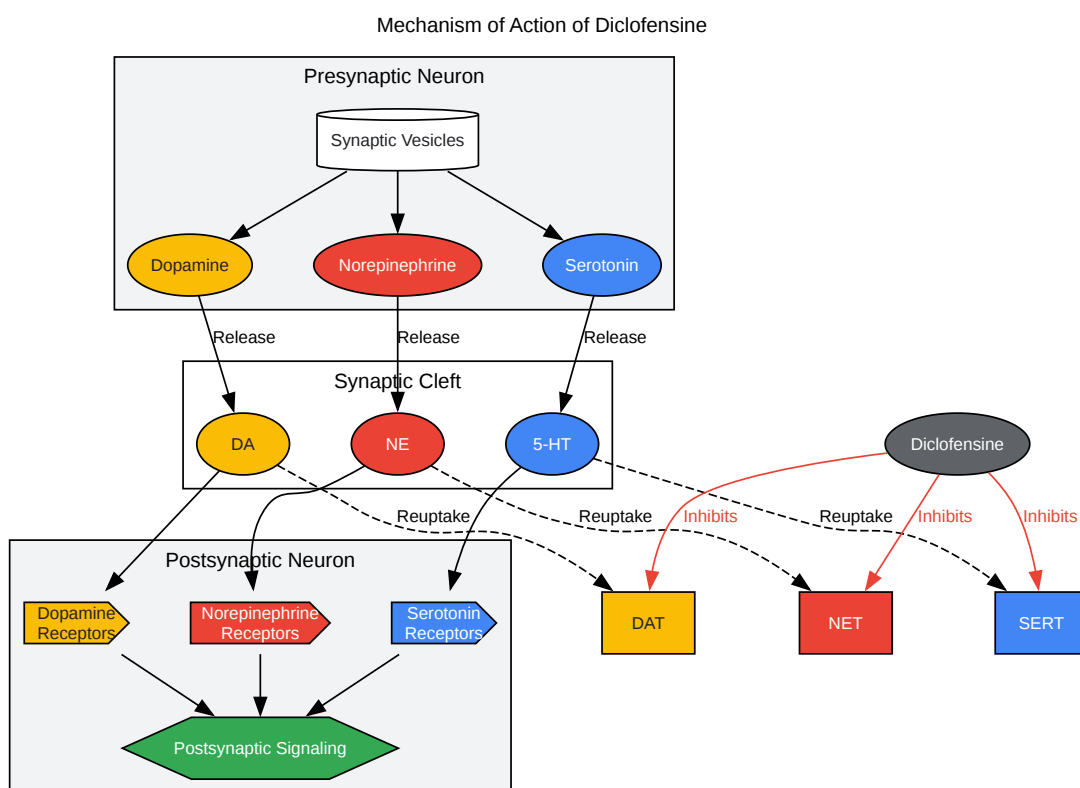 Mechanism of Action of Diclofensine
Presynaptic Neuron
Synaptic Vesicles
Dopamine
Norepinephrine
Serotonin
Release
Release
Release
Synaptic Cleft
DA
NE
5-HT
Diclofensine
Reuptake
Reuptake
Inhibits
Reuptake
Inhibits
Inhibits
Postsynaptic Neuron
Dopamine
Receptors
Norepinephrine
Receptors
Serotonin
Receptors
DAT
NET
SERT
Postsynaptic Signaling